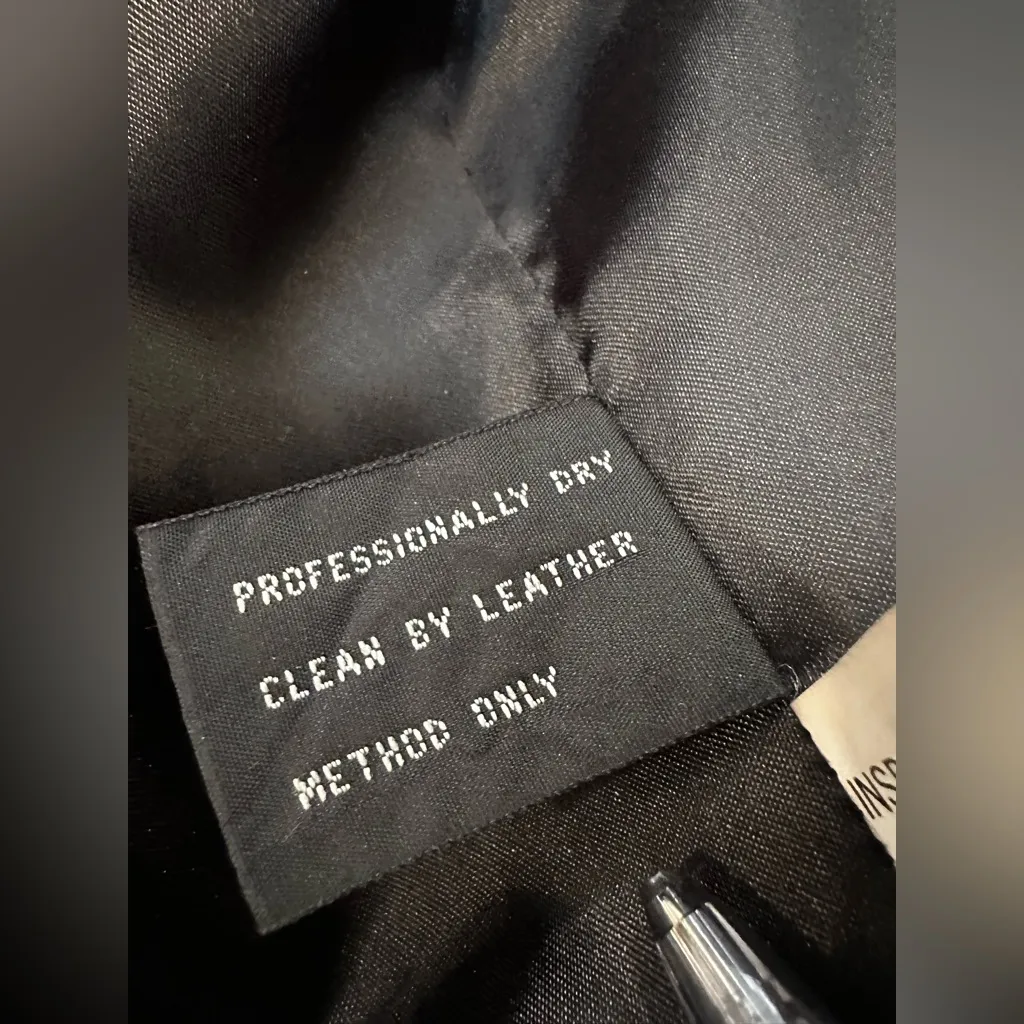 PROFESSIONALLY DRY
CLEAN BY LEATHER
METHOD ONLY